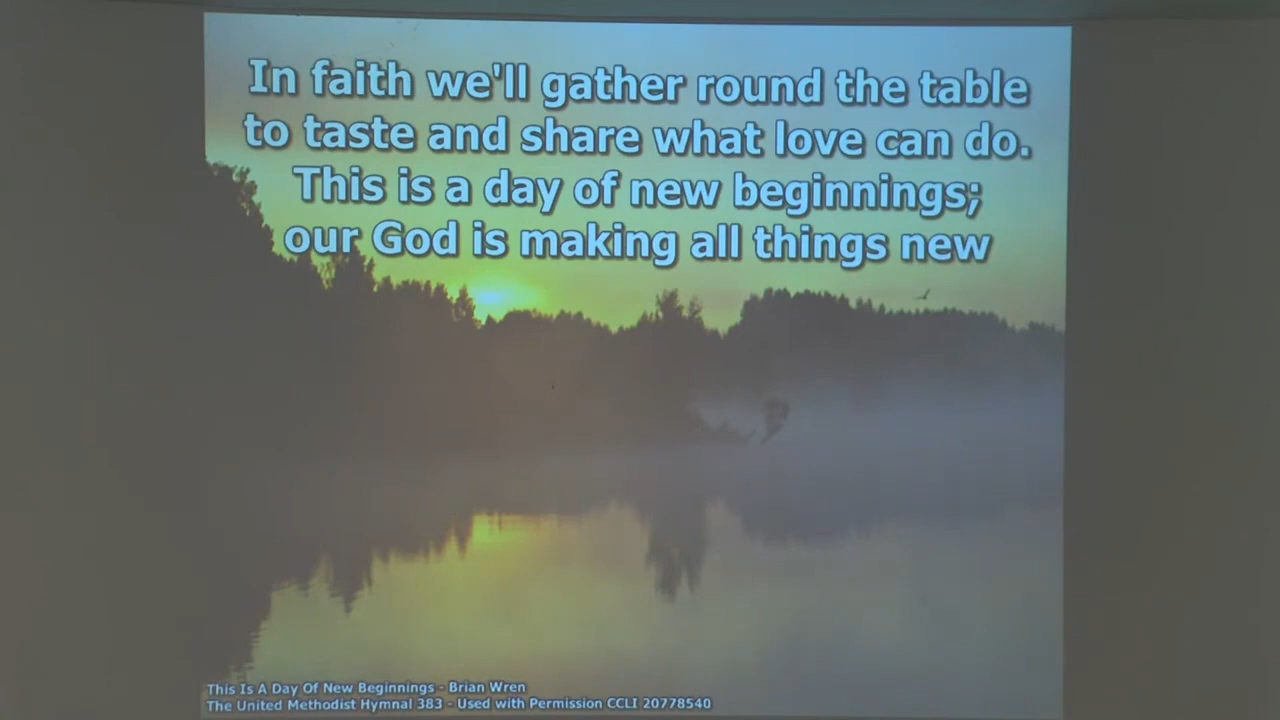 In faith we'll gather round the table
to taste and share what love can do.
This is a day of new beginnings;
our God is making all things new
This Is A Day Of New Beginnings - Brian Wren
The United Methodist Hymnal 383 - Used with Permission CCLI 20778540